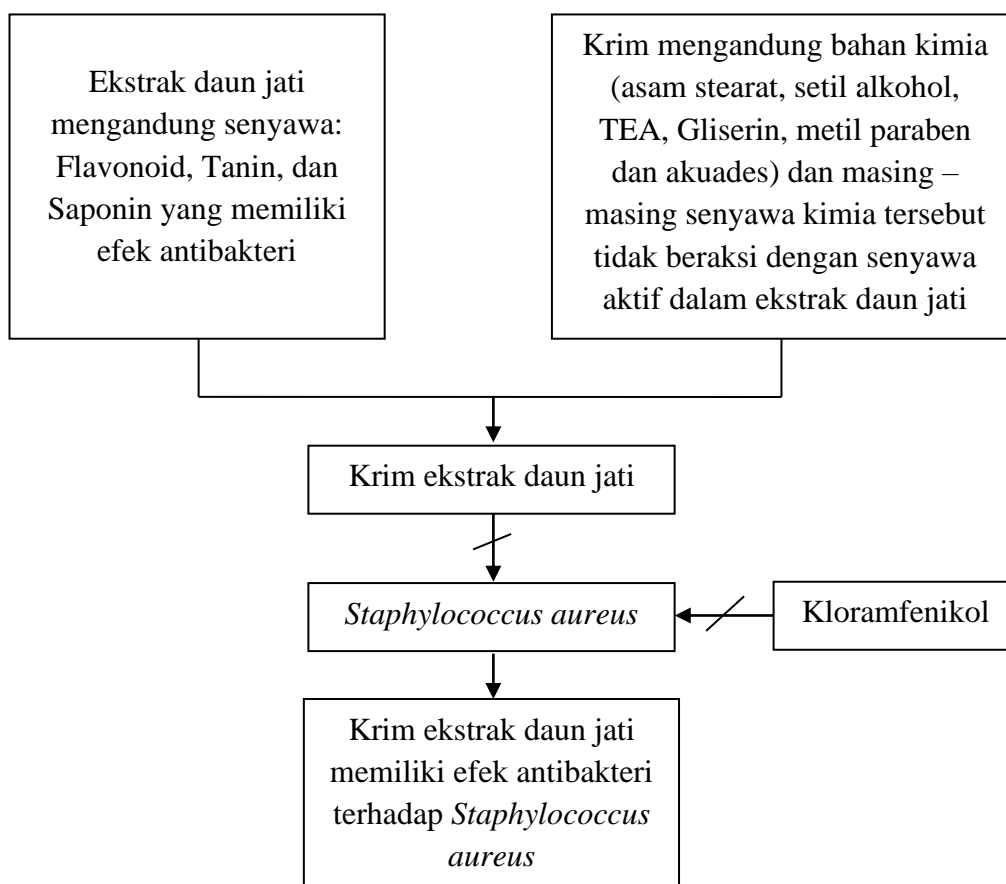 Ekstrak daun jati
mengandung senyawa:
Flavonoid, Tanin, dan
Saponin yang memiliki
efek antibakteri
Krim mengandung bahan kimia
(asam stearat, setil alkohol,
TEA, Gliserin, metil paraben
dan akuades) dan masing –
masing senyawa kimia tersebut
tidak beraksi dengan senyawa
aktif dalam ekstrak daun jati
Krim ekstrak daun jati
Staphylococcus aureus
Kloramfenikol
Krim ekstrak daun jati
memiliki efek antibakteri
terhadap Staphylococcus
aureus